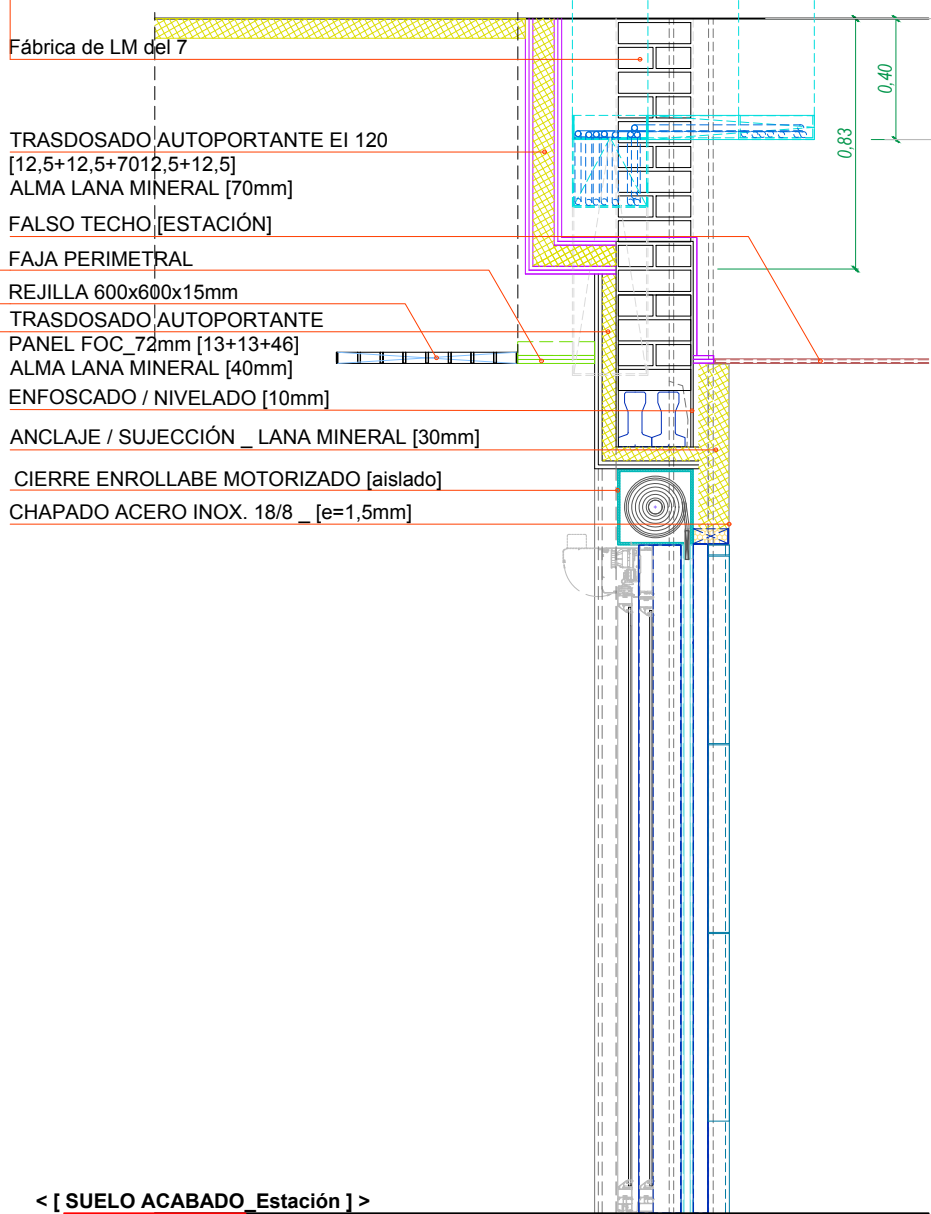 Fábrica de LM del 7
0,40
0,83
TRASDOSADO AUTOPORTANTE EI 120
[12,5+12,5+7012,5+12,5]
ALMA LANA MINERAL [70mm]
FALSO TECHO [ESTACIÓN]
FAJA PERIMETRAL
REJILLA 600x600x15mm
TRASDOSADO AUTOPORTANTE
PANEL FOC_72mm [13+13+46]
ALMA LANA MINERAL [40mm]
ENFOSCADO / NIVELADO [10mm]
ANCLAJE / SUJECCIÓN _ LANA MINERAL [30mm]
CIERRE ENROLLABE MOTORIZADO [aislado]
CHAPADO ACERO INOX. 18/8 _ [e=1,5mm]
< [ SUELO ACABADO_Estación ] >